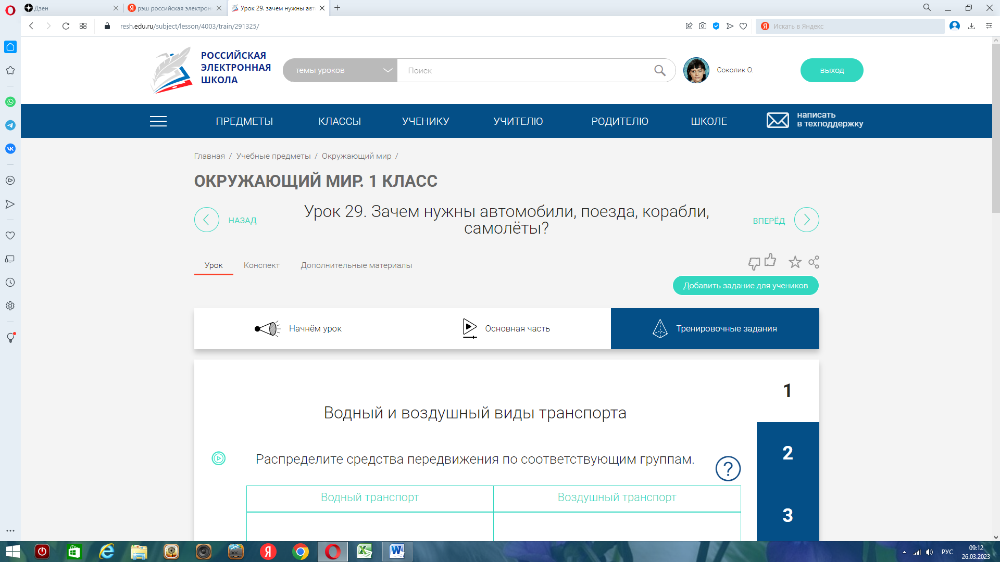 Дзен
рэш российская электрон
Урок 29. зачем нужны авт
resh.edu.ru/subject/lesson/4003/train/291325/
Искать в Яндекс
РОССИЙСКАЯ
ЭЛЕКТРОННАЯ
ШКОЛА
темы уроков
Поиск
Соколик О.
выход
ПРЕДМЕТЫ
КЛАССЫ
УЧЕНИКУ
УЧИТЕЛЮ
РОДИТЕЛЮ
ШКОЛЕ
написать
в техподдержку
Главная / Учебные предметы / Окружающий мир /
ОКРУЖАЮЩИЙ МИР. 1 КЛАСС
НАЗАД
Урок 29. Зачем нужны автомобили, поезда, корабли,
самолёты?
ВПЕРЁД
Урок
Конспект
Дополнительные материалы
Добавить задание для учеников
Начнём урок
Основная часть
Тренировочные задания
1
Водный и воздушный виды транспорта
2
Распределите средства передвижения по соответствующим группам.
?
Водный транспорт
Воздушный транспорт
3
РУС
09:12
26.03.2023